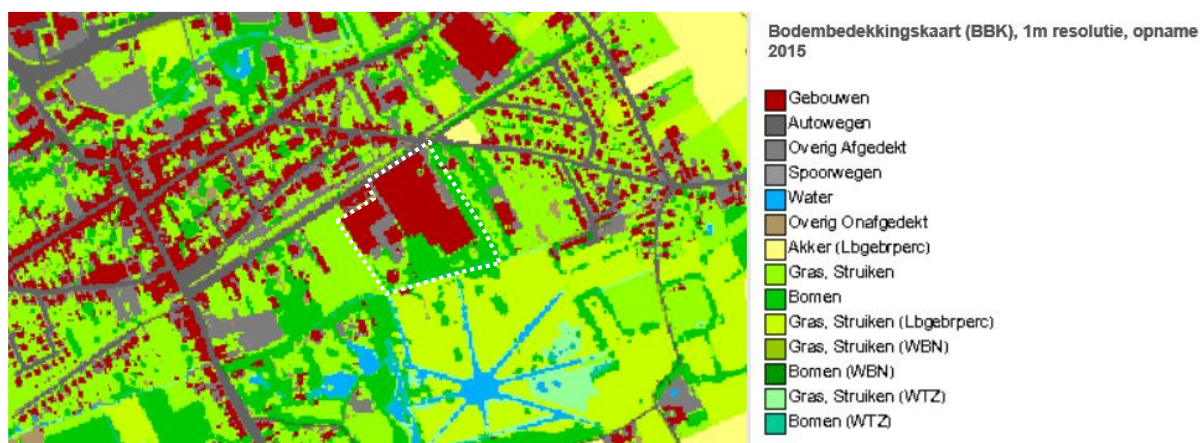 Bodembedekkingskaart (BBK), 1m resolutie, opname
2015
Gebouwen
Autowegen
Overig Afgedekt
Spoorwegen
Water
Overig Onafgedekt
Akker (Lbgebrperc)
Gras, Struiken
Bomen
Gras, Struiken (Lbgebrperc)
Gras, Struiken (WBN)
Bomen (WBN)
Gras, Struiken (WTZ)
Bomen (WTZ)